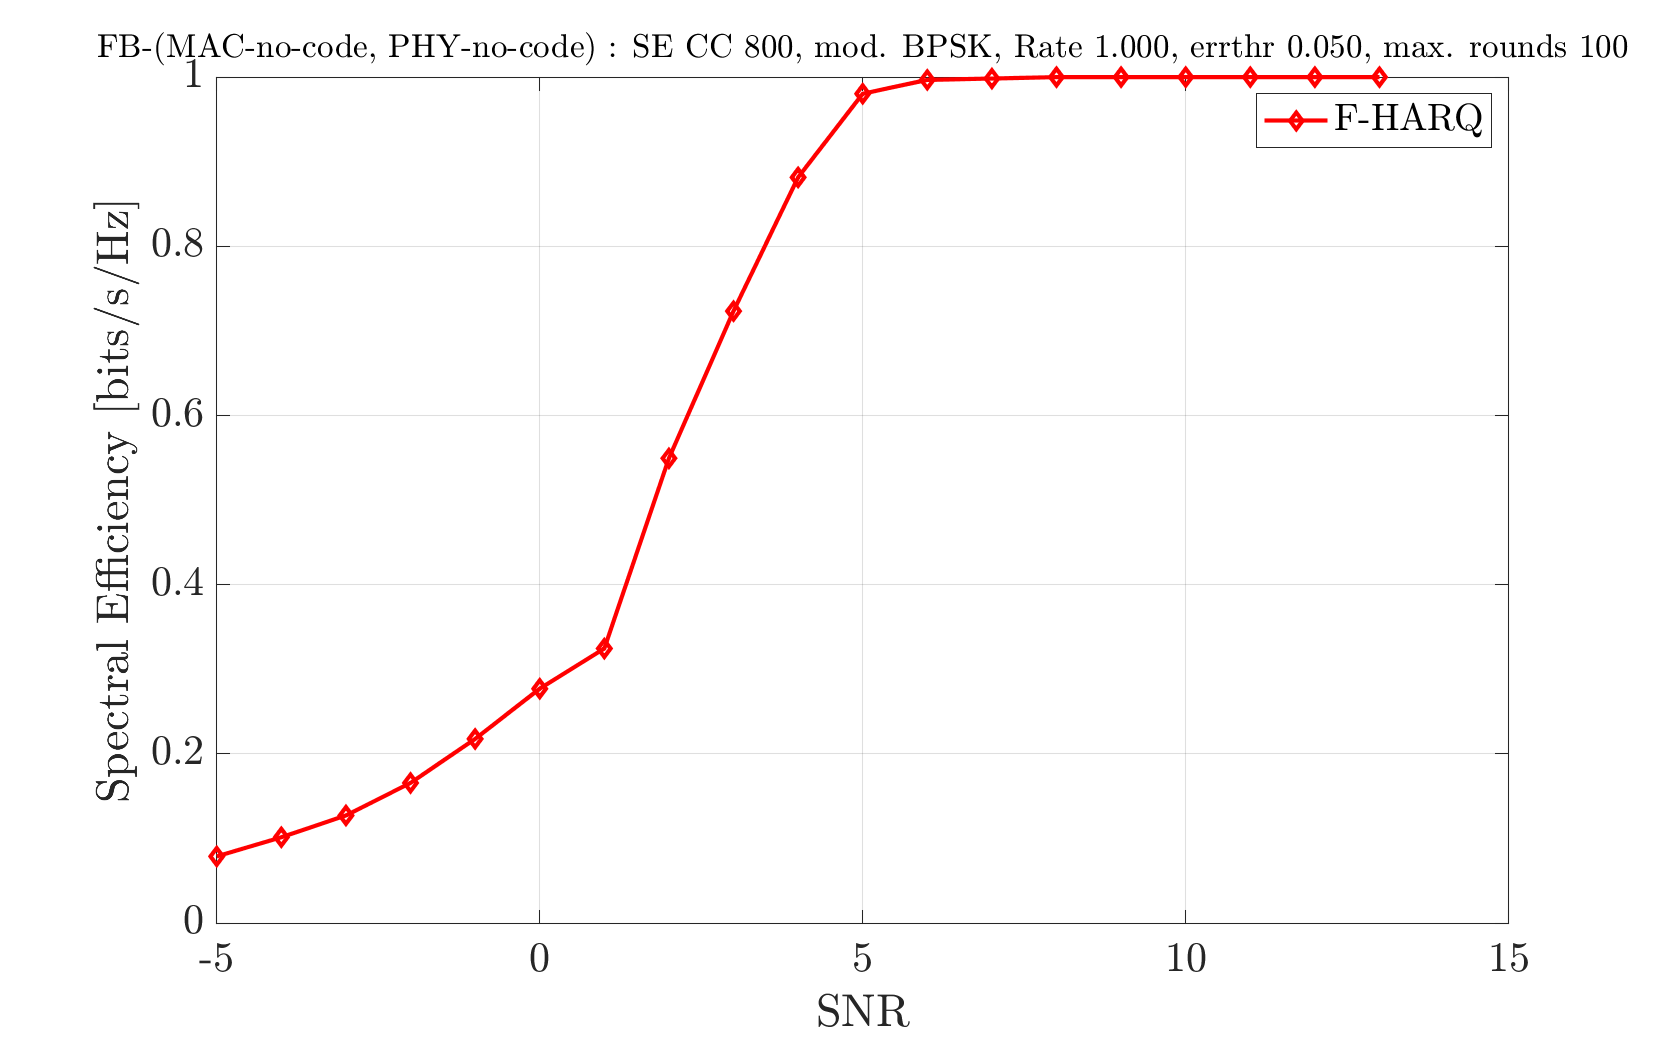 FB-(MAC-no-code, PHY-no-code) : SE CC 800, mod. BPSK, Rate 1.000, errthr 0.050, max. rounds 100
F-HARQ
Spectral Efficiency [bits/s/Hz]
1
0.8
0.6
0.4
0.2
0
-5 0 5 10 15
SNR